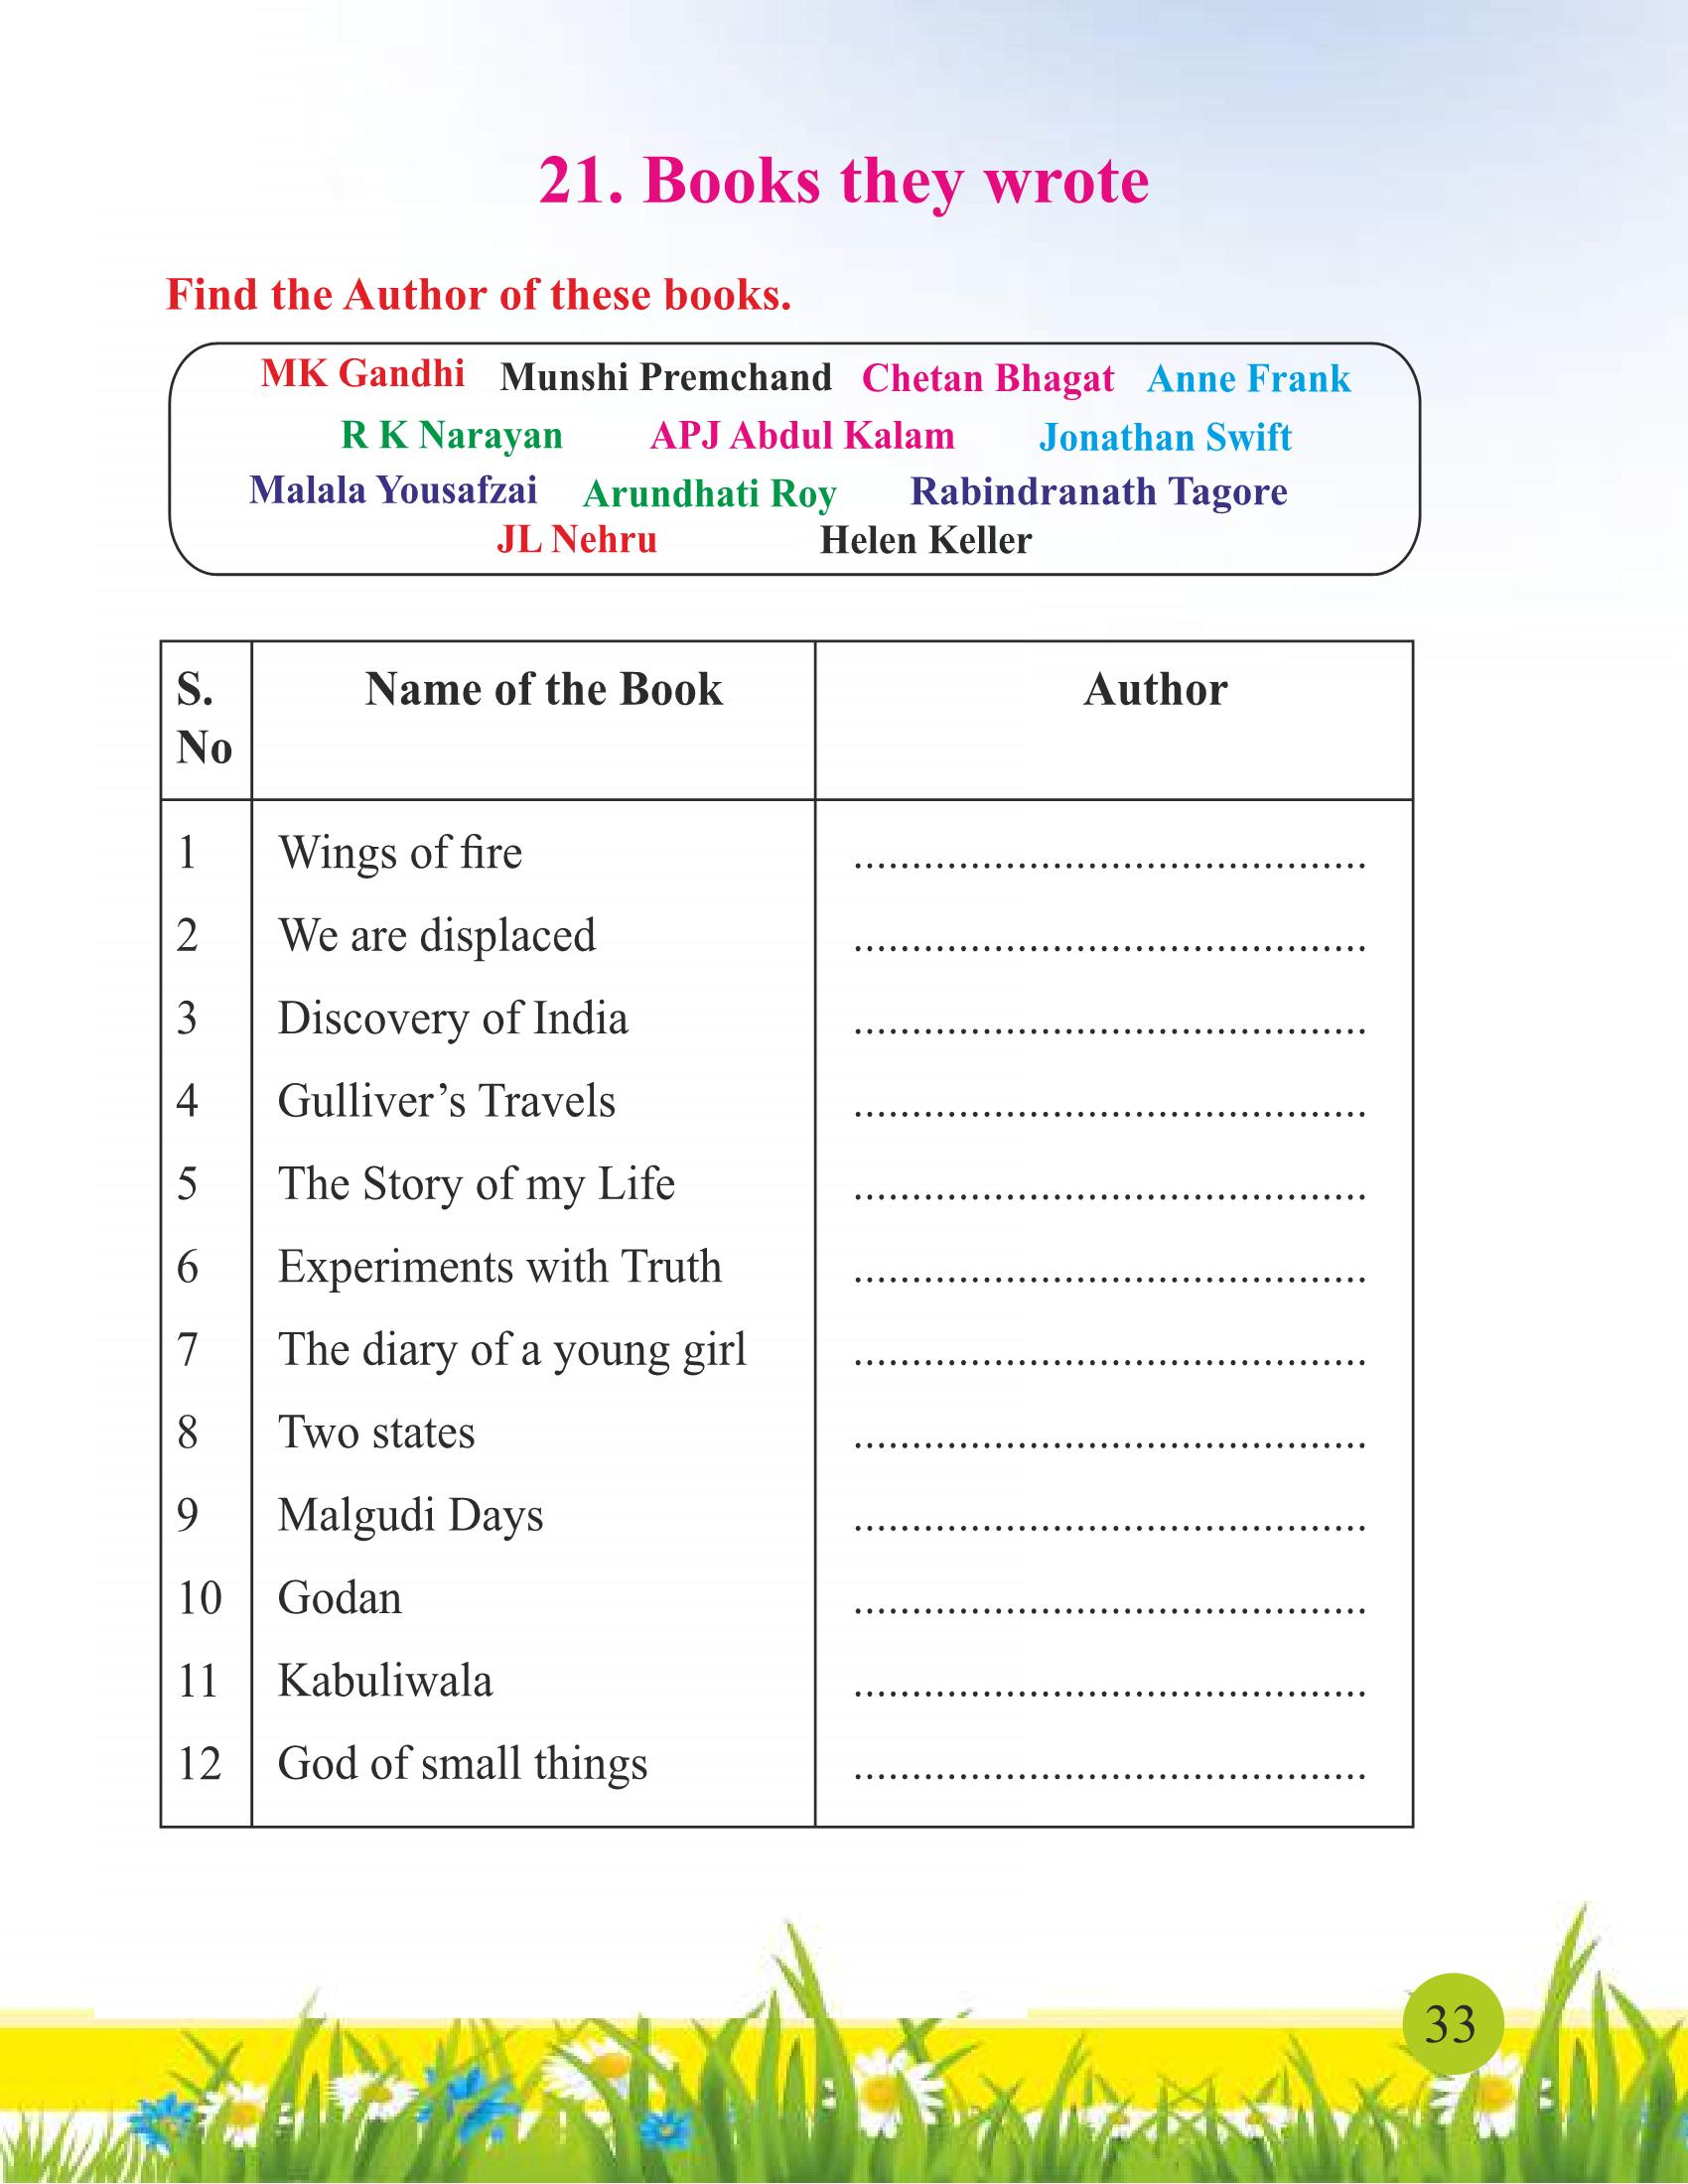 21. Books they wrote
Find the Author of these books.
MK Gandhi Munshi Premchand Chetan Bhagat Anne Frank
R K Narayan APJ Abdul Kalam Jonathan Swift
Malala Yousafzai Arundhati Roy Rabindranath Tagore
JL Nehru Helen Keller
S. No Name of the Book Author
1 Wings of fire ............................................
2 We are displaced ............................................
3 Discovery of India ............................................
4 Gulliver’s Travels ............................................
5 The Story of my Life ............................................
6 Experiments with Truth ............................................
7 The diary of a young girl ............................................
8 Two states ............................................
9 Malgudi Days ............................................
10 Godan ............................................
11 Kabuliwala ............................................
12 God of small things ............................................
33